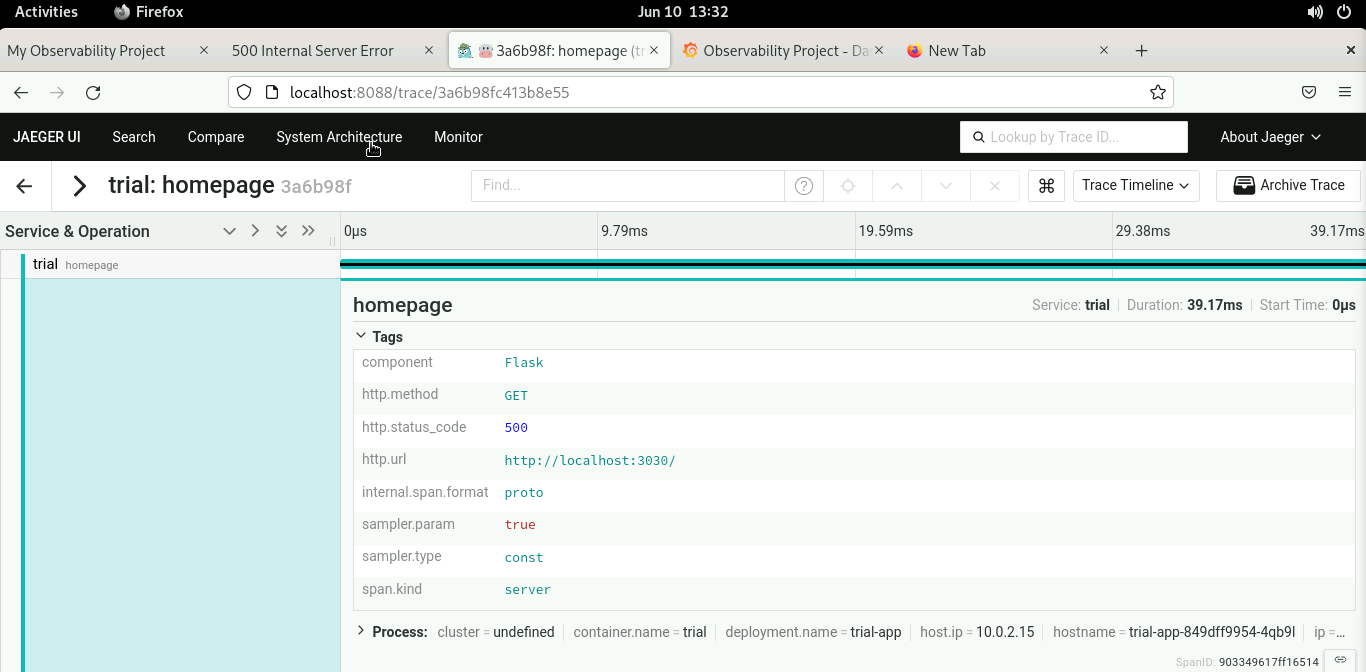 Activities Firefox Jun 10 13:32
My Observability Project 500 Internal Server Error 3a6b98f: homepage (tr Observability Project - Da New Tab
localhost:8088/trace/3a6b98fc413b8e55
JAEGER UI Search Compare System Architecture Monitor Lookup by Trace ID... About Jaeger
trial: homepage 3a6b98f Find... Trace Timeline Archive Trace
Service & Operation 0μs 9.79ms 19.59ms 29.38ms 39.17ms
trial homepage
homepage Service: trial Duration: 39.17ms Start Time: 0μs
Tags
component Flask
http.method GET
http.status_code 500
http.url http://localhost:3030/
internal.span.format proto
sampler.param true
sampler.type const
span.kind server
Process: cluster = undefined container.name = trial deployment.name = trial-app host.ip = 10.0.2.15 hostname = trial-app-849dff9954-4qb9l ip =...
SpanID: 903349617ff16514